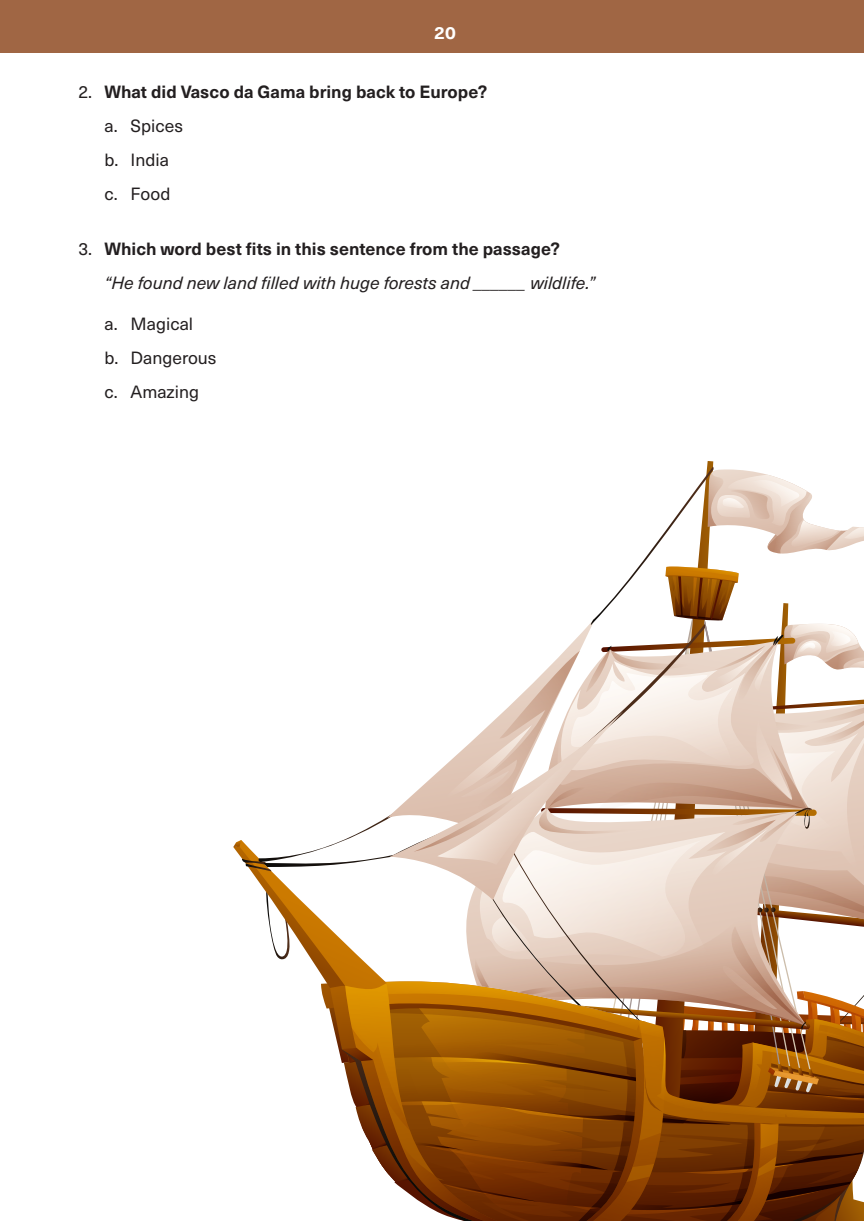 20
2. What did Vasco da Gama bring back to Europe?
a. Spices
b. India
c. Food
3. Which word best fits in this sentence from the passage?
“He found new land filled with huge forests and ______ wildlife.”
a. Magical
b. Dangerous
c. Amazing